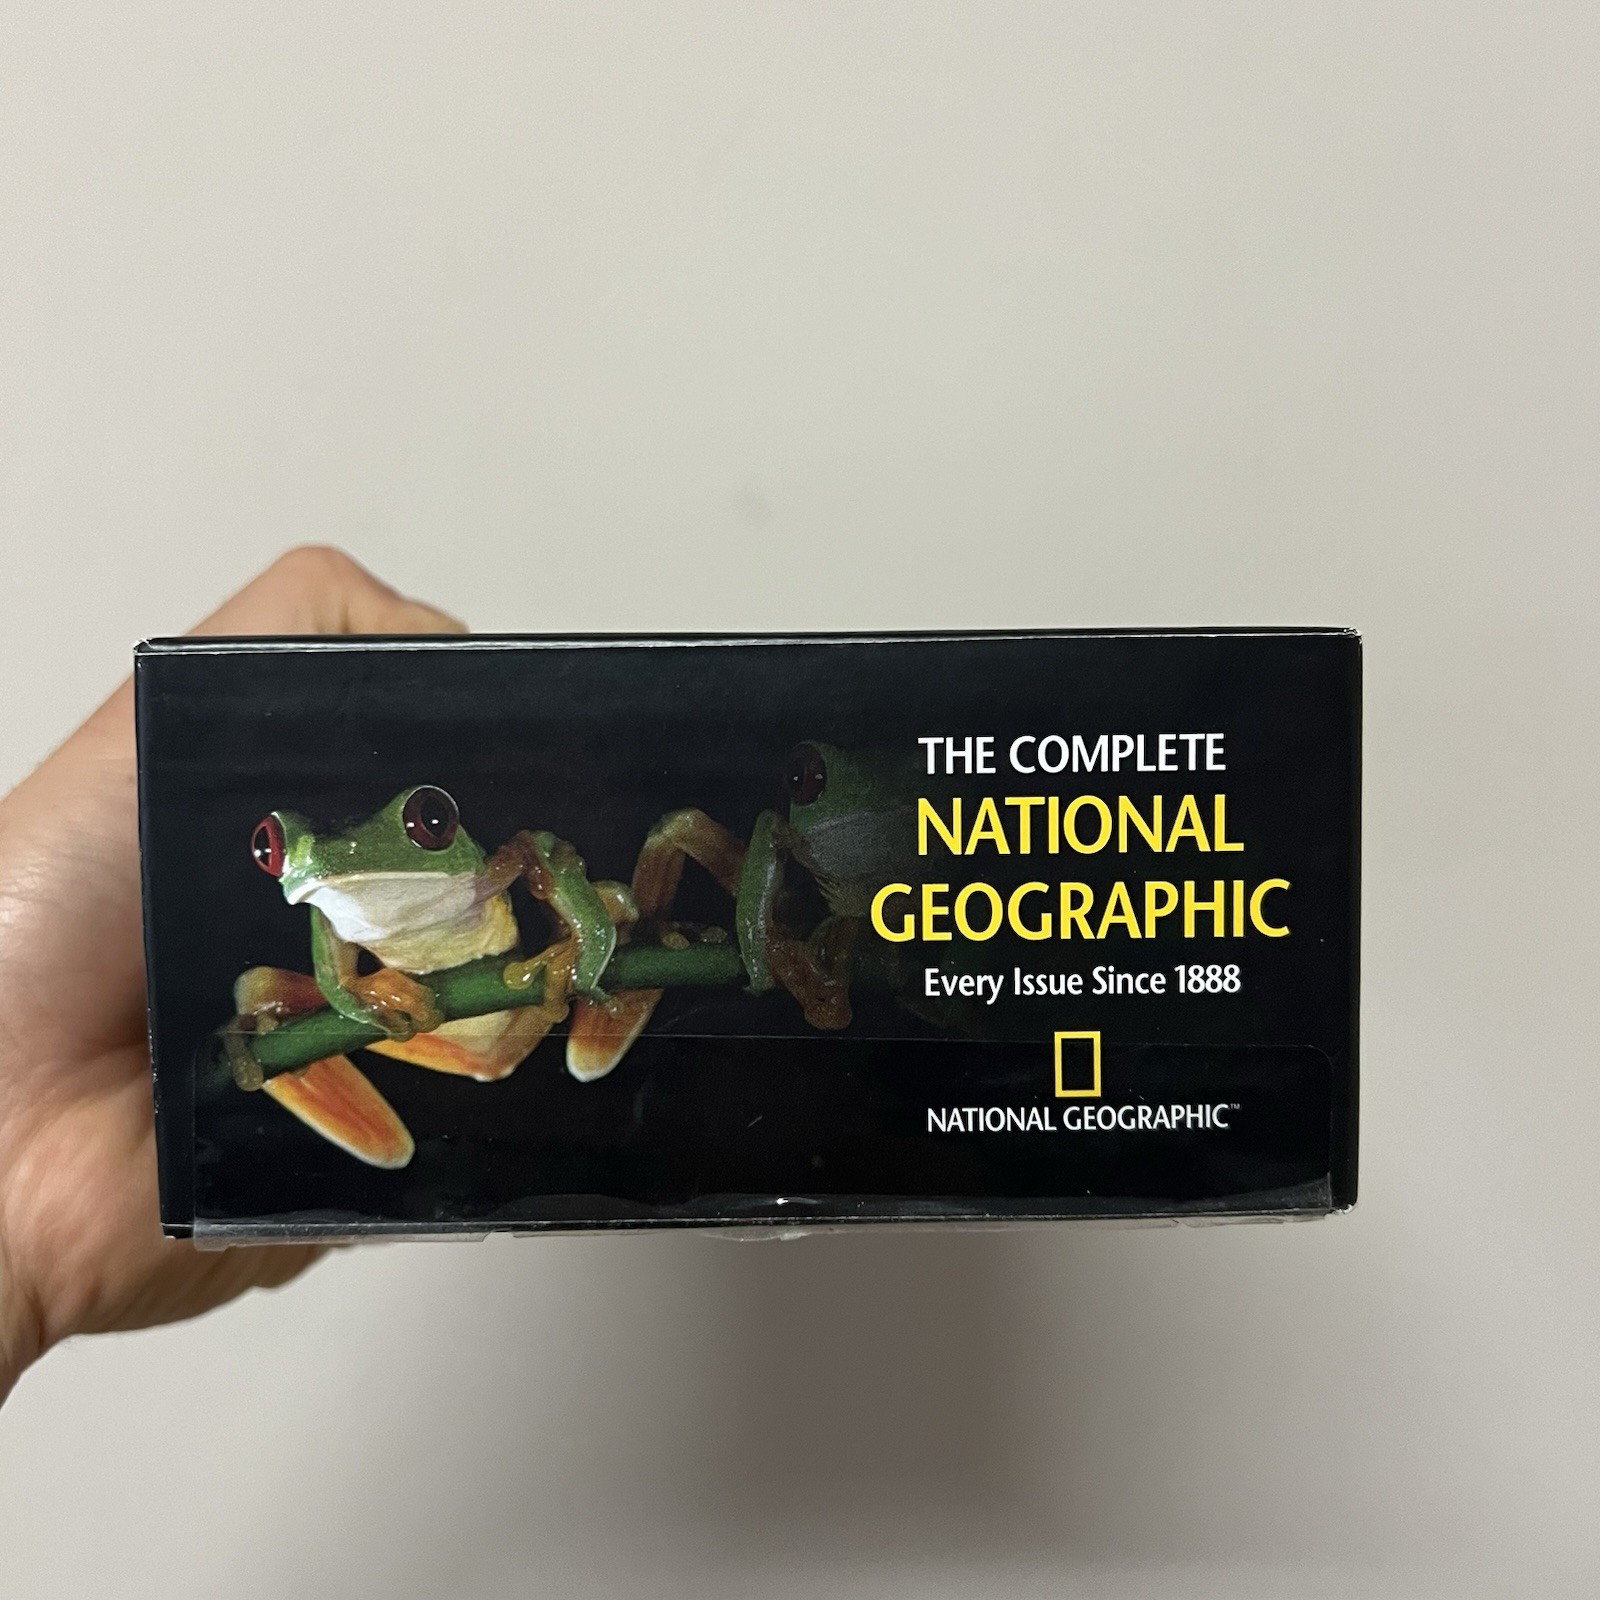 THE COMPLETE
NATIONAL
GEOGRAPHIC
Every Issue Since 1888
NATIONAL GEOGRAPHIC™